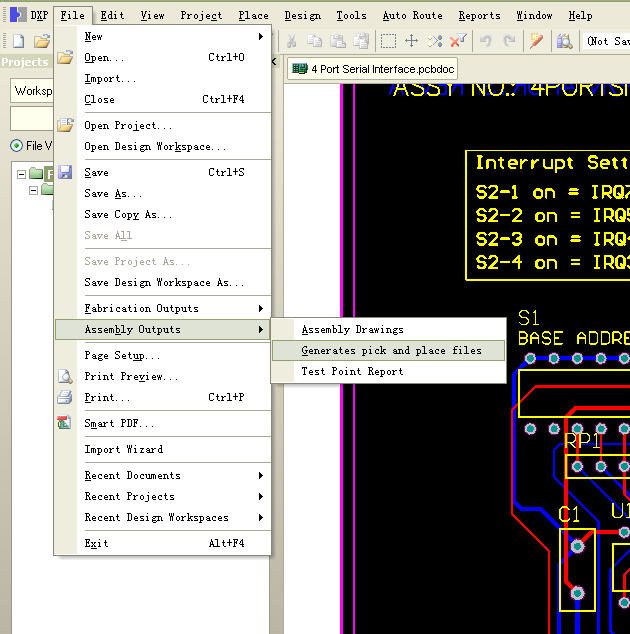 DXP File Edit View Project Place Design Tools Auto Route Reports Window Help
(Not Sav
Projects
4 Port Serial Interface.pcbdoc
Worksp
File V
New
Open... Ctrl+O
Import...
Close Ctrl+F4
Open Project...
Open Design Workspace...
Save Ctrl+S
Save As...
Save Copy As...
Save All
Save Project As...
Save Design Workspace As...
Fabrication Outputs
Assembly Outputs
Page Setup...
Print Preview...
Print... Ctrl+P
Smart PDF...
Import Wizard
Recent Documents
Recent Projects
Recent Design Workspaces
Exit Alt+F4
Assembly Drawings
Generates pick and place files
Test Point Report
ASSY NO.: 4PORTS
Interrupt Sett
S2-1 on = IRQ7
S2-2 on = IRQ5
S2-3 on = IRQ4
S2-4 on = IRQ3
S1
BASE ADDRE
RP1
C1
U1